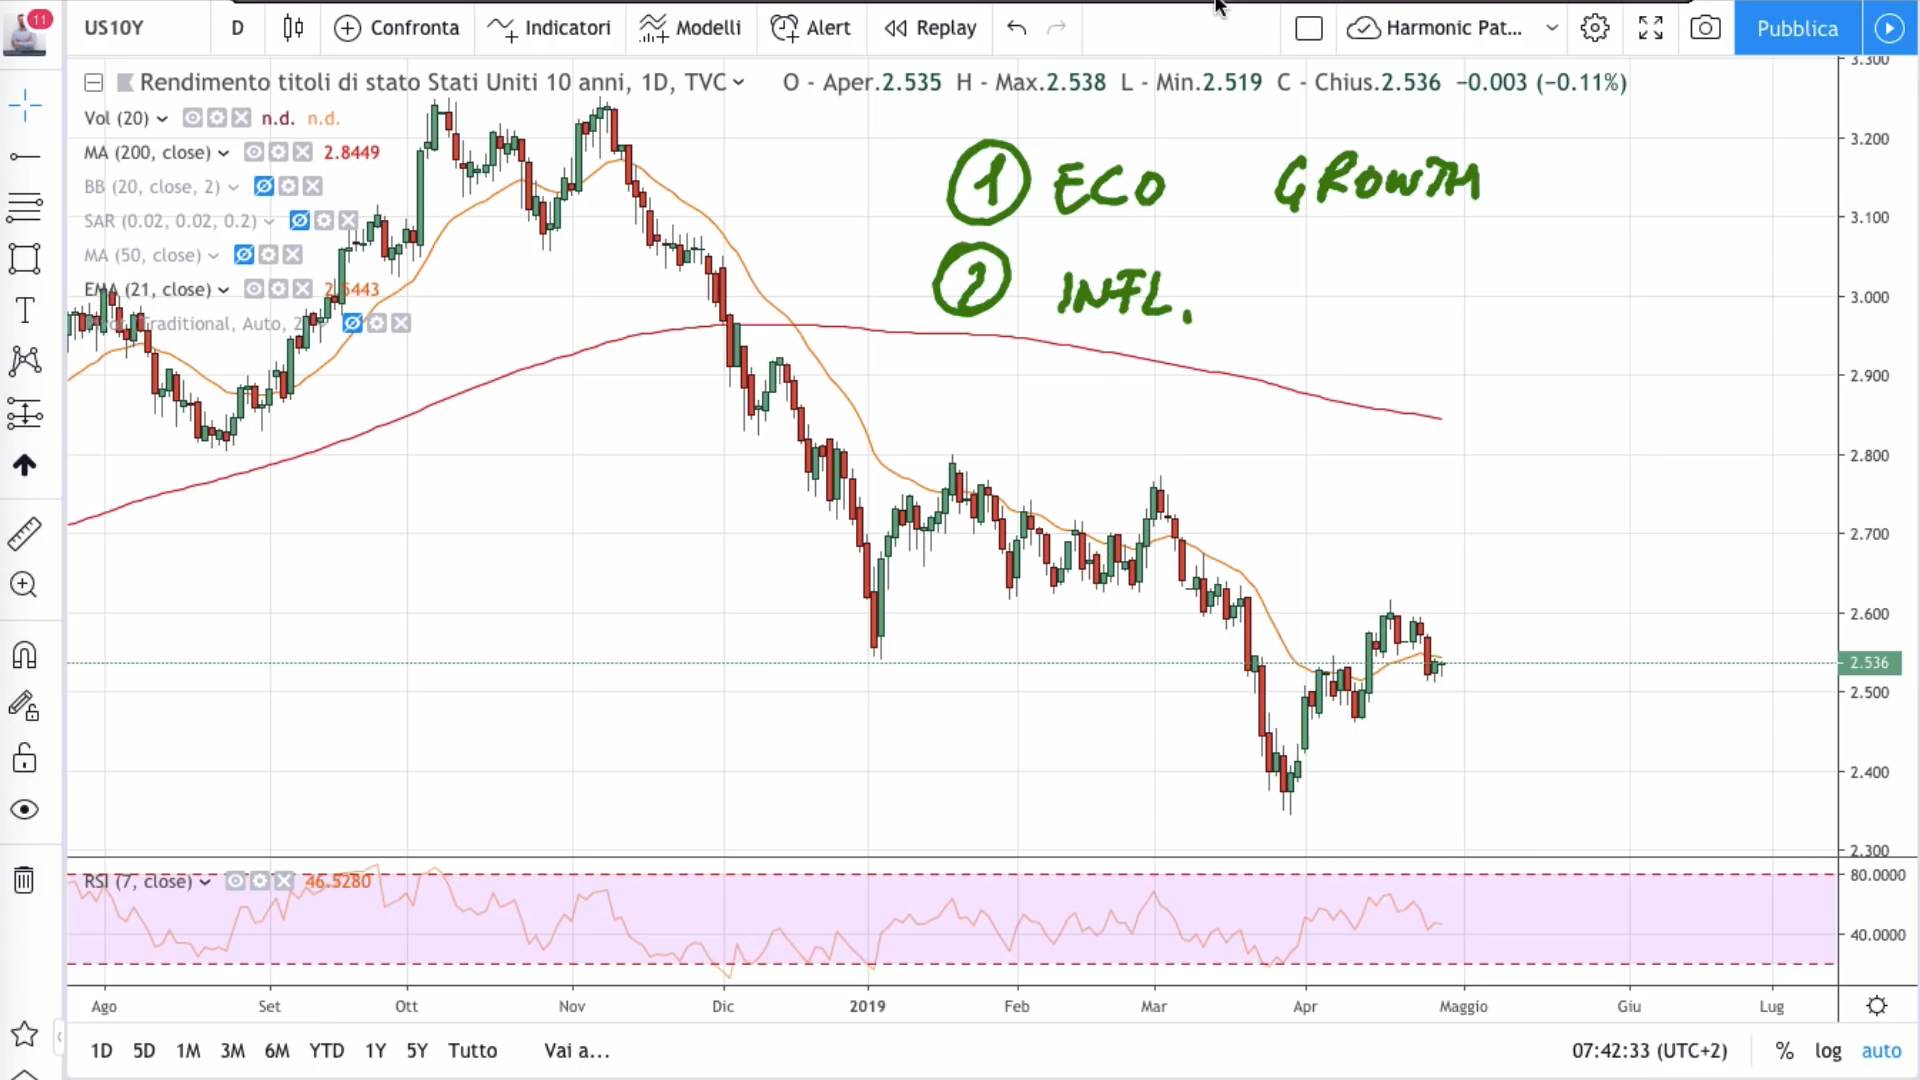 11 US10Y D Confronta Indicatori Modelli Alert Replay Harmonic Pat... Pubblica
Rendimento titoli di stato Stati Uniti 10 anni, 1D, TVC O - Aper.2.535 H - Max.2.538 L - Min.2.519 C - Chius.2.536 −0.003 (−0.11%)
Vol (20) n.d. n.d.
MA (200, close) 2.8449
BB (20, close, 2)
SAR (0.02, 0.02, 0.2)
MA (50, close)
EMA (21, close) 2.5443
Traditional, Auto, 2
1 ECO GROWTH
2 INFL.
3.300
3.200
3.100
3.000
2.900
2.800
2.700
2.600
2.536
2.500
2.400
2.300
RSI (7, close) 46.5280
80.0000
40.0000
Ago Set Ott Nov Dic 2019 Feb Mar Apr Maggio Giu Lug
1D 5D 1M 3M 6M YTD 1Y 5Y Tutto Vai a... 07:42:33 (UTC+2) % log auto